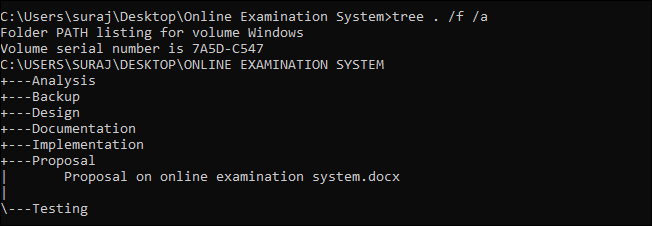 C:\Users\suraj\Desktop\Online Examination System>tree . /f /a
Folder PATH listing for volume Windows
Volume serial number is 7A5D-C547
C:\USERS\SURAJ\DESKTOP\ONLINE EXAMINATION SYSTEM
+---Analysis
+---Backup
+---Design
+---Documentation
+---Implementation
+---Proposal
|       Proposal on online examination system.docx
|
\---Testing